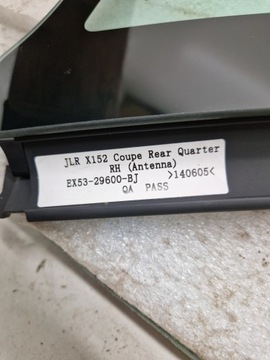 JLR X152 Coupe Rear Quarter
RH (Antenna)
EX53-29600-BJ >140605<
QA PASS